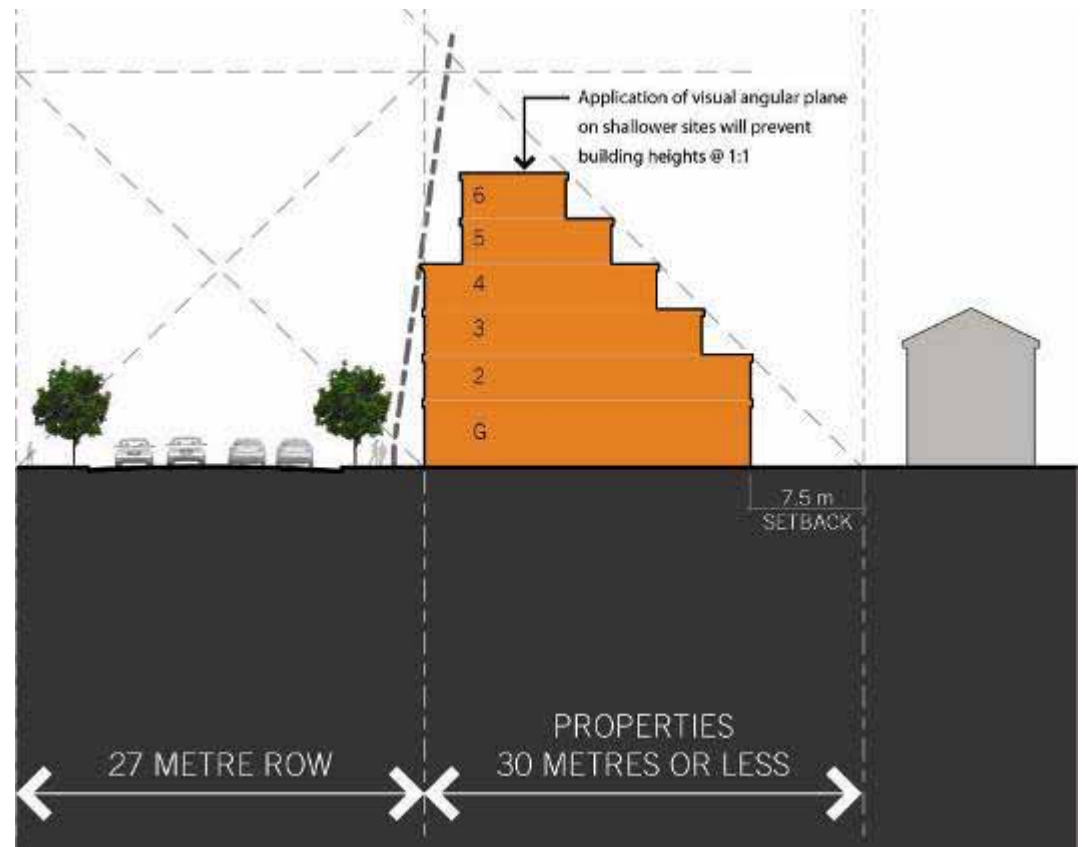 Application of visual angular plane
on shallower sites will prevent
building heights @ 1:1
6
5
4
3
2
G
7.5 m
SETBACK
27 METRE ROW
PROPERTIES
30 METRES OR LESS